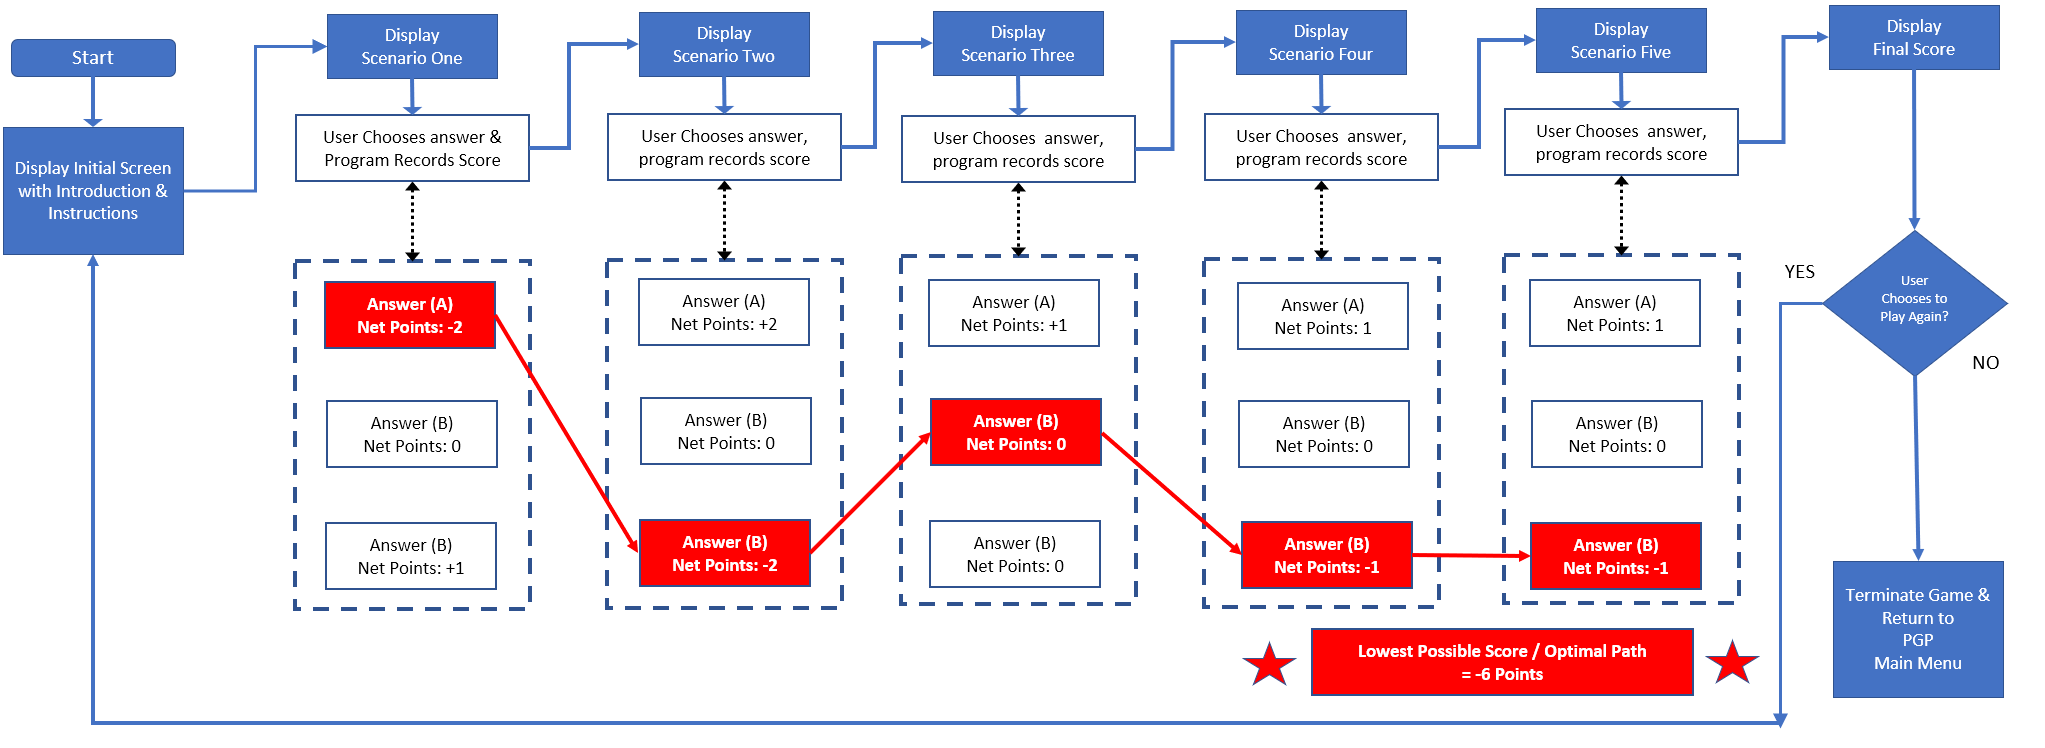 Start
Display Initial Screen
with Introduction &
Instructions
Display
Scenario One
User Chooses answer &
Program Records Score
Answer (A)
Net Points: -2
Answer (B)
Net Points: 0
Answer (B)
Net Points: +1
Display
Scenario Two
User Chooses answer,
program records score
Answer (A)
Net Points: +2
Answer (B)
Net Points: 0
Answer (B)
Net Points: -2
Display
Scenario Three
User Chooses  answer,
program records score
Answer (A)
Net Points: +1
Answer (B)
Net Points: 0
Answer (B)
Net Points: 0
Display
Scenario Four
User Chooses  answer,
program records score
Answer (A)
Net Points: 1
Answer (B)
Net Points: 0
Answer (B)
Net Points: -1
Display
Scenario Five
User Chooses  answer,
program records score
Answer (A)
Net Points: 1
Answer (B)
Net Points: 0
Answer (B)
Net Points: -1
Lowest Possible Score / Optimal Path
= -6 Points
Display
Final Score
YES
User
Chooses to
Play Again?
NO
Terminate Game &
Return to
PGP
Main Menu